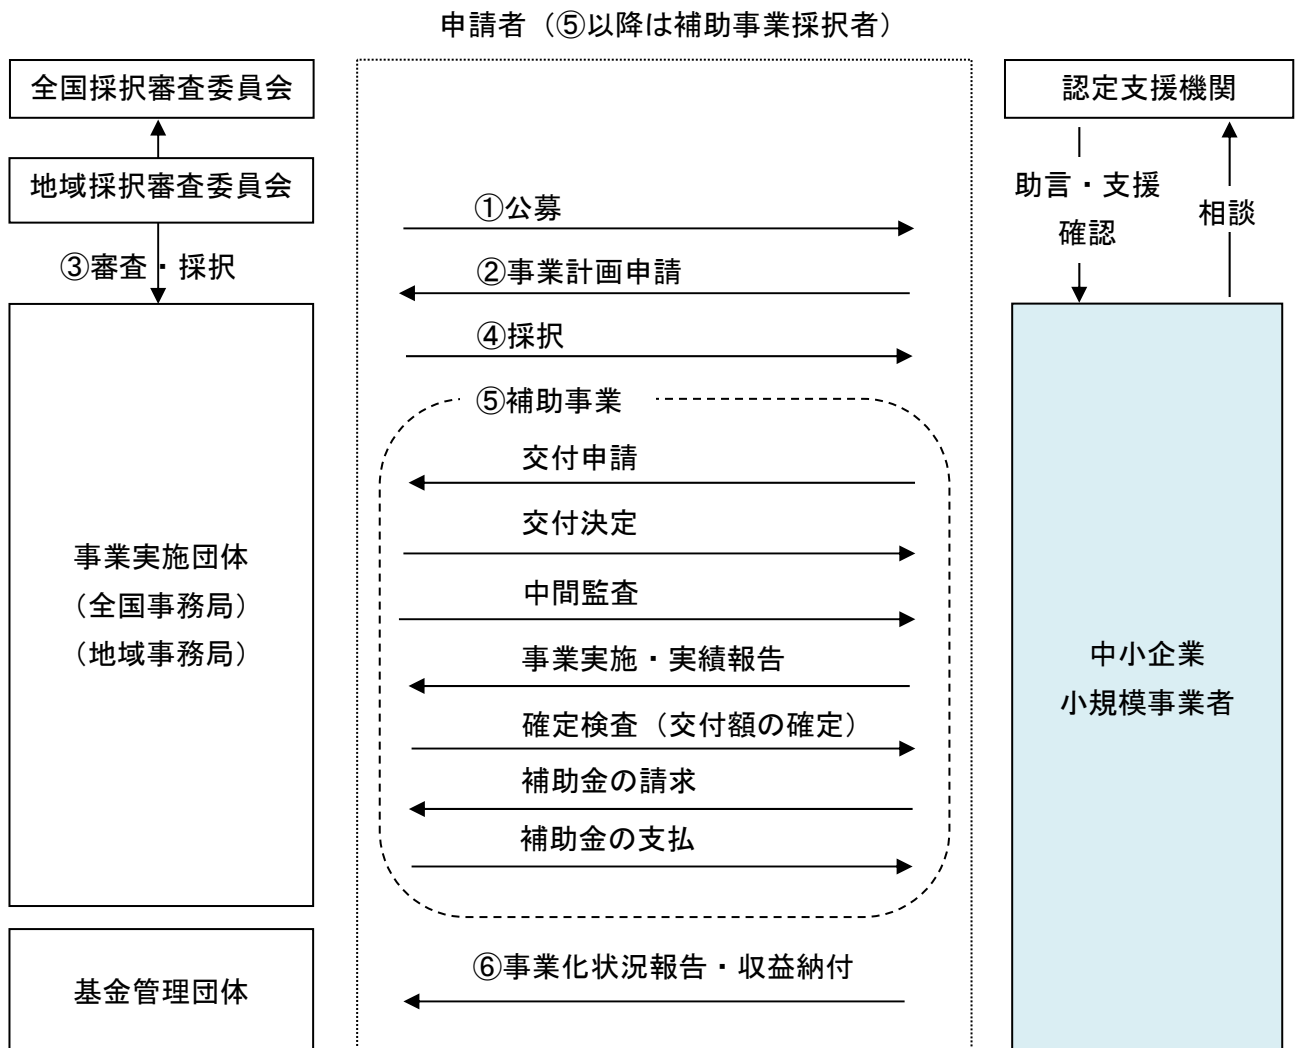 申請者（⑤以降は補助事業採択者）
全国採択審査委員会
地域採択審査委員会
③審査・採択
事業実施団体
（全国事務局）
（地域事務局）
基金管理団体
①公募
②事業計画申請
④採択
⑤補助事業
交付申請
交付決定
中間監査
事業実施・実績報告
確定検査（交付額の確定）
補助金の請求
補助金の支払
⑥事業化状況報告・収益納付
認定支援機関
助言・支援
確認
相談
中小企業
小規模事業者